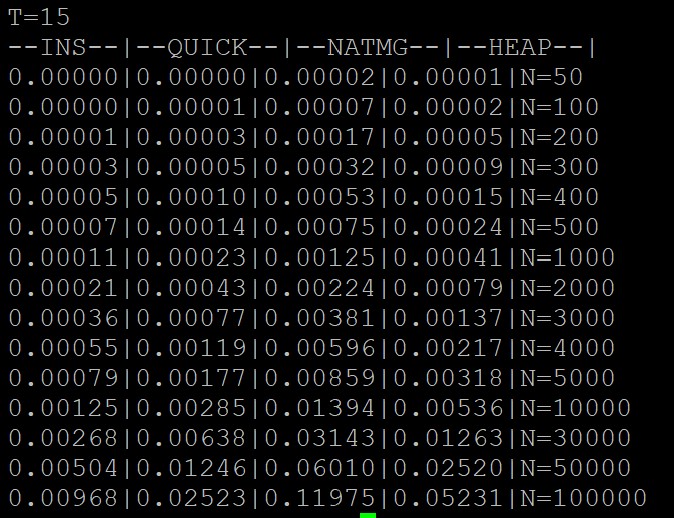 T=15
--INS--|--QUICK--|--NATMG--|--HEAP--|
0.00000|0.00000|0.00002|0.00001|N=50
0.00000|0.00001|0.00007|0.00002|N=100
0.00001|0.00003|0.00017|0.00005|N=200
0.00003|0.00005|0.00032|0.00009|N=300
0.00005|0.00010|0.00053|0.00015|N=400
0.00007|0.00014|0.00075|0.00024|N=500
0.00011|0.00023|0.00125|0.00041|N=1000
0.00021|0.00043|0.00224|0.00079|N=2000
0.00036|0.00077|0.00381|0.00137|N=3000
0.00055|0.00119|0.00596|0.00217|N=4000
0.00079|0.00177|0.00859|0.00318|N=5000
0.00125|0.00285|0.01394|0.00536|N=10000
0.00268|0.00638|0.03143|0.01263|N=30000
0.00504|0.01246|0.06010|0.02520|N=50000
0.00968|0.02523|0.11975|0.05231|N=100000